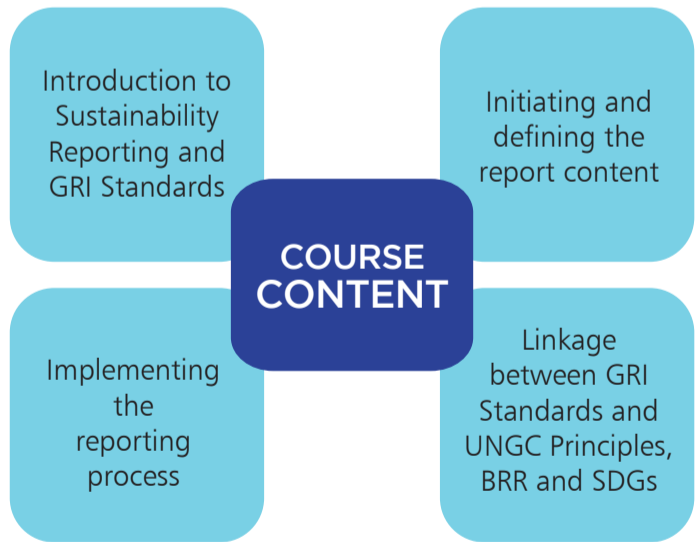 Introduction to
Sustainability
Reporting and
GRI Standards
Initiating and
defining the
report content
COURSE
CONTENT
Implementing
the
reporting
process
Linkage
between GRI
Standards and
UNGC Principles,
BRR and SDGs